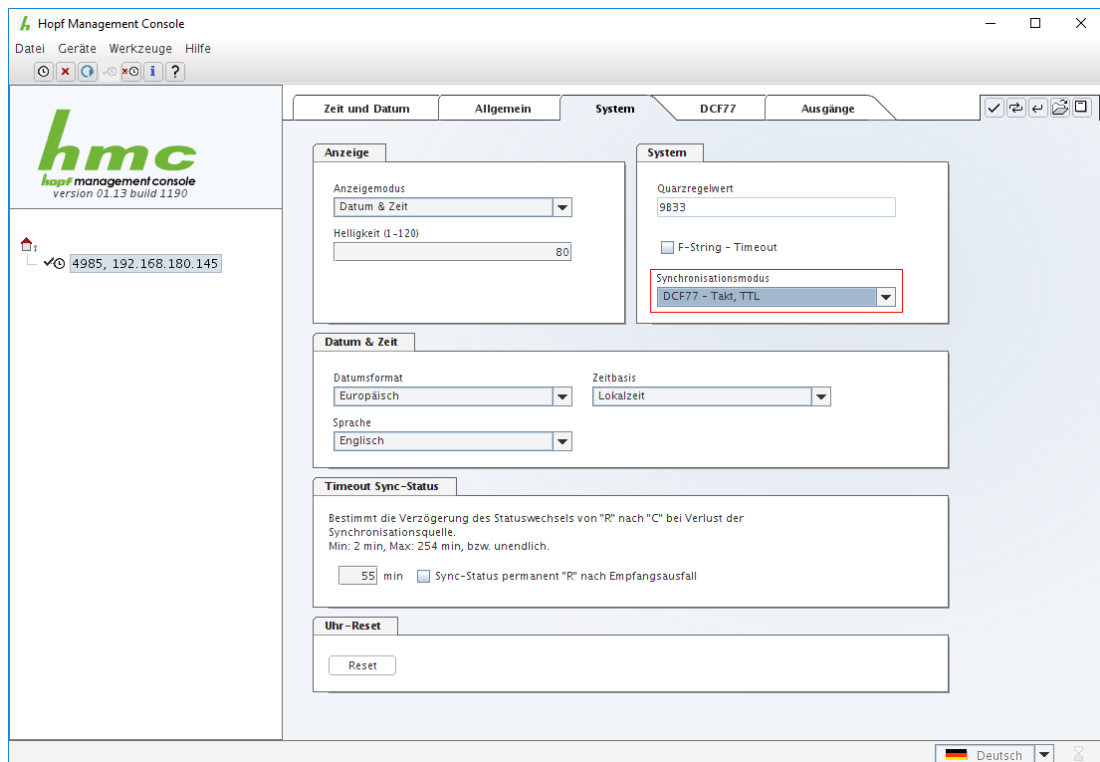 Hopf Management Console
Datei Geräte Werkzeuge Hilfe
hmc
hopf management console
version 01.13 build 1190
4985, 192.168.180.145
Zeit und Datum
Allgemein
System
DCF77
Ausgänge
Anzeige
Anzeigemodus
Datum & Zeit
Helligkeit (1-120)
80
System
Quarzregelwert
9B33
F-String - Timeout
Synchronisationsmodus
DCF77 - Takt, TTL
Datum & Zeit
Datumsformat
Europäisch
Zeitbasis
Lokalzeit
Sprache
Englisch
Timeout Sync-Status
Bestimmt die Verzögerung des Statuswechsels von "R" nach "C" bei Verlust der
Synchronisationsquelle.
Min: 2 min, Max: 254 min, bzw. unendlich.
55 min
Sync-Status permanent "R" nach Empfangsausfall
Uhr-Reset
Reset
Deutsch